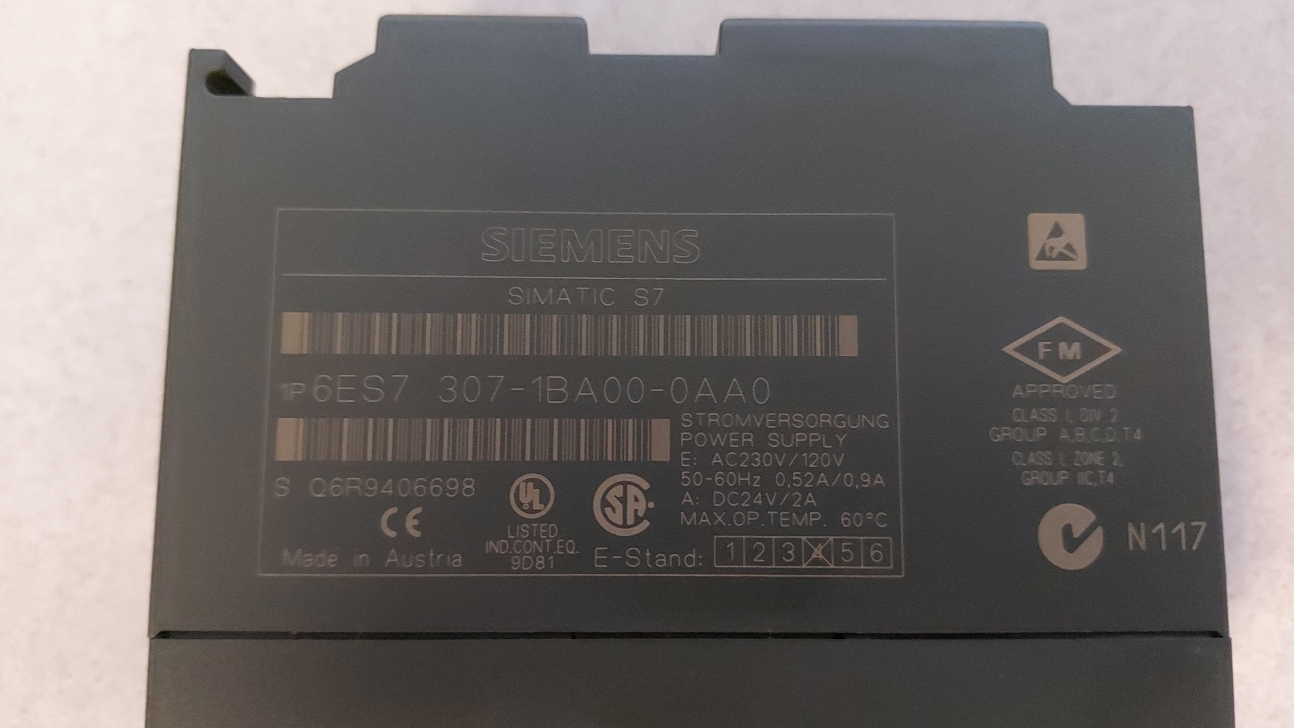 SIEMENS
SIMATIC S7
1P 6ES7 307-1BA00-0AA0
STROMVERSORGUNG
POWER SUPPLY
E: AC230V/120V
50-60Hz 0,52A/0,9A
A: DC24V/2A
MAX.OP.TEMP. 60°C
S Q6R9406698
CE
Made in Austria
UL
LISTED
IND.CONT.EQ.
9D81
SA
E-Stand: 1 2 3 4 5 6
FM
APPROVED
CLASS I, DIV 2
GROUP A,B,C,D,T4
CLASS I, ZONE 2,
GROUP IIC,T4
N117